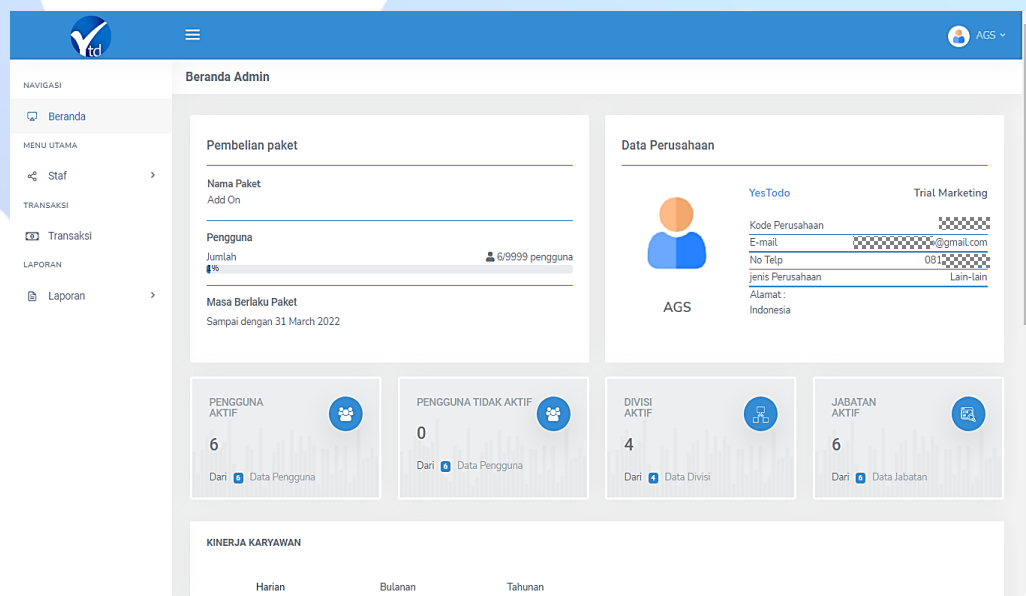 td
AGS
NAVIGASI
Beranda Admin
Beranda
MENU UTAMA
Staf
TRANSAKSI
Transaksi
LAPORAN
Laporan
Pembelian paket
Nama Paket
Add On
Pengguna
Jumlah
6/9999 pengguna
1%
Masa Berlaku Paket
Sampai dengan 31 March 2022
Data Perusahaan
AGS
YesTodo
Trial Marketing
Kode Perusahaan
E-mail
@gmail.com
No Telp
081
jenis Perusahaan
Lain-lain
Alamat :
Indonesia
PENGGUNA
AKTIF
6
Dari 6 Data Pengguna
PENGGUNA TIDAK AKTIF
0
Dari 6 Data Pengguna
DIVISI
AKTIF
4
Dari 4 Data Divisi
JABATAN
AKTIF
6
Dari 6 Data Jabatan
KINERJA KARYAWAN
Harian
Bulanan
Tahunan